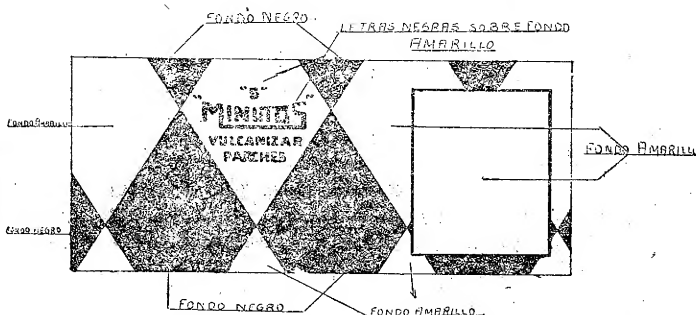 FONDO NEGRO
LETRAS NEGRAS SOBRE FONDO
AMARILLO
"5"
"MINUTOS"
VULCANIZAR
PARCHES
FONDO AMARILLO
FONDO AMARILL
FONDO NEGRO
FONDO NEGRO
FONDO AMARILLO